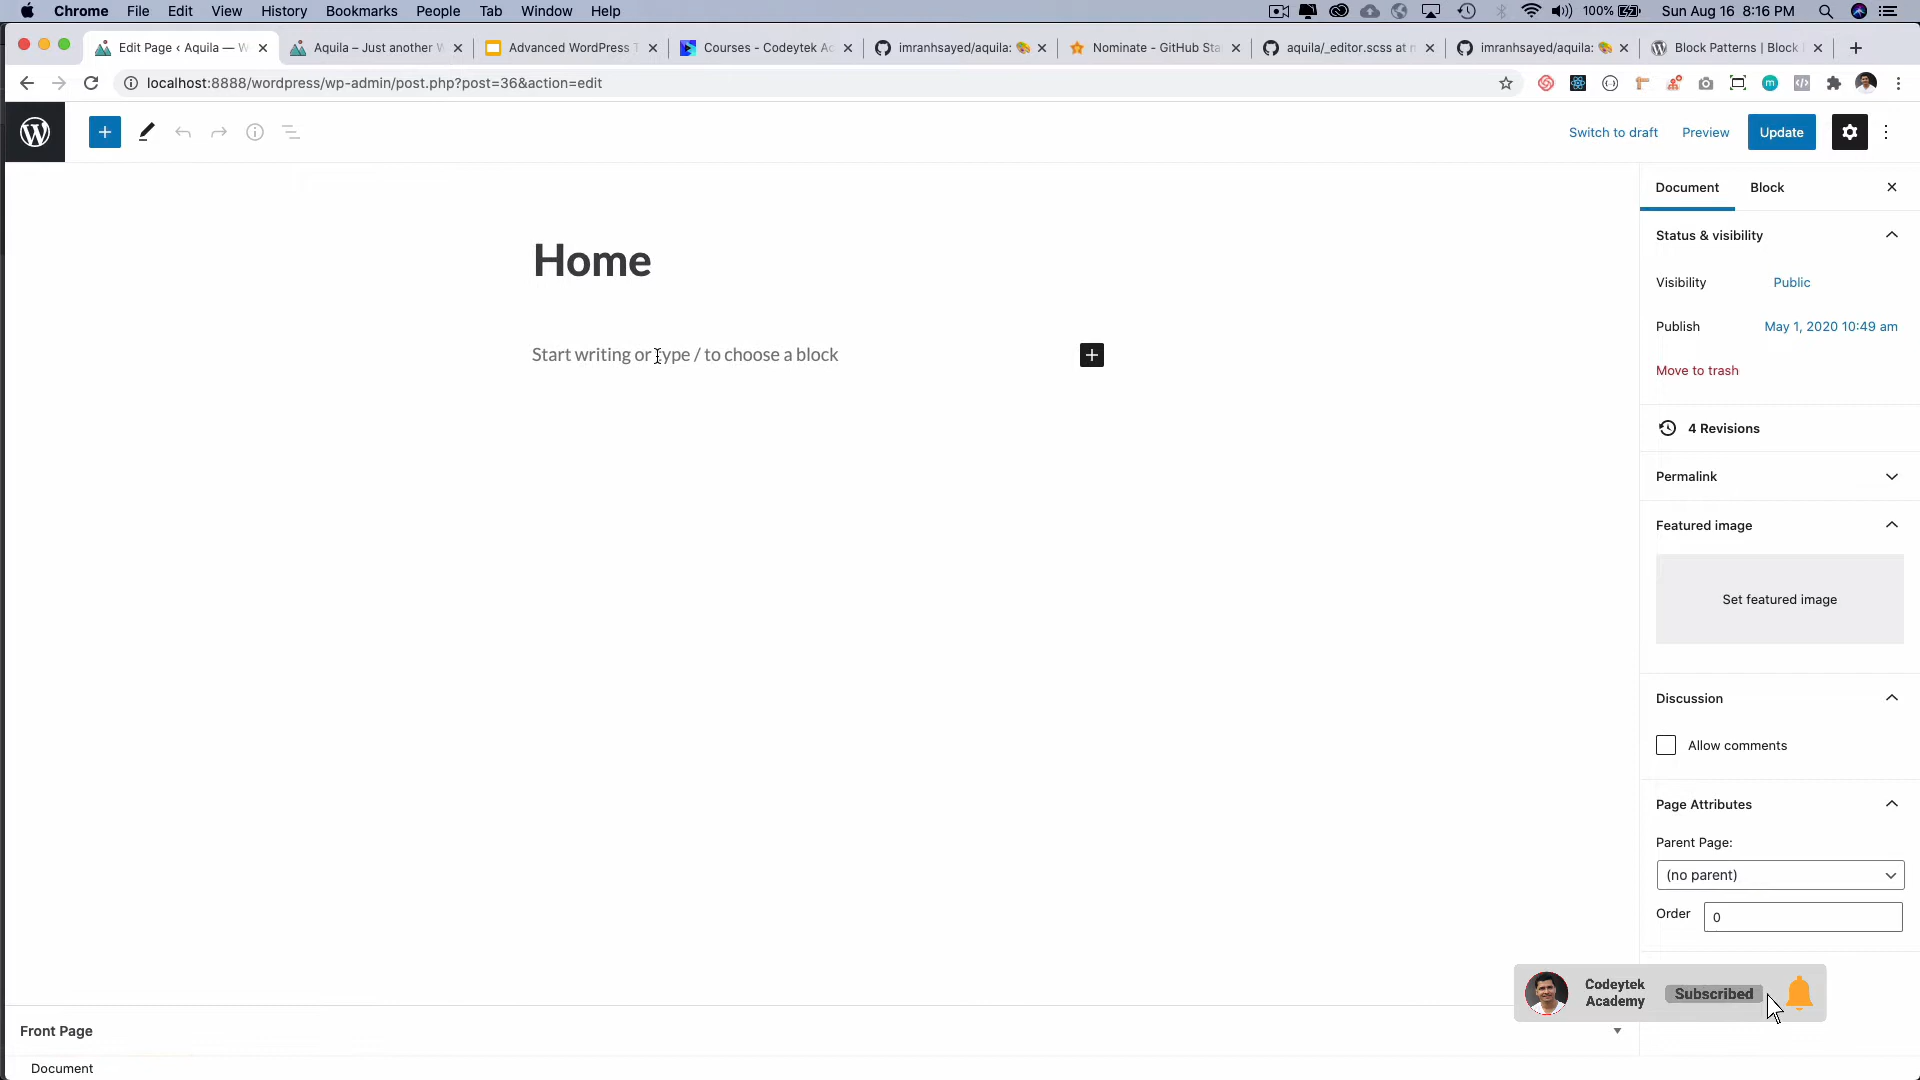 Chrome File Edit View History Bookmarks People Tab Window Help 100% Sun Aug 16 8:16 PM
Edit Page ‹ Aquila — W Aquila – Just another W Advanced WordPress T Courses - Codeytek Ac imranhsayed/aquila: Nominate - GitHub Sta aquila/_editor.scss at m imranhsayed/aquila: Block Patterns | Block
localhost:8888/wordpress/wp-admin/post.php?post=36&action=edit
Switch to draft Preview Update
Document Block
Status & visibility
Home
Visibility Public
Publish May 1, 2020 10:49 am
Start writing or type / to choose a block
Move to trash
4 Revisions
Permalink
Featured image
Set featured image
Discussion
Allow comments
Page Attributes
Parent Page:
(no parent)
Order 0
Codeytek
Academy
Subscribed
Front Page
Document